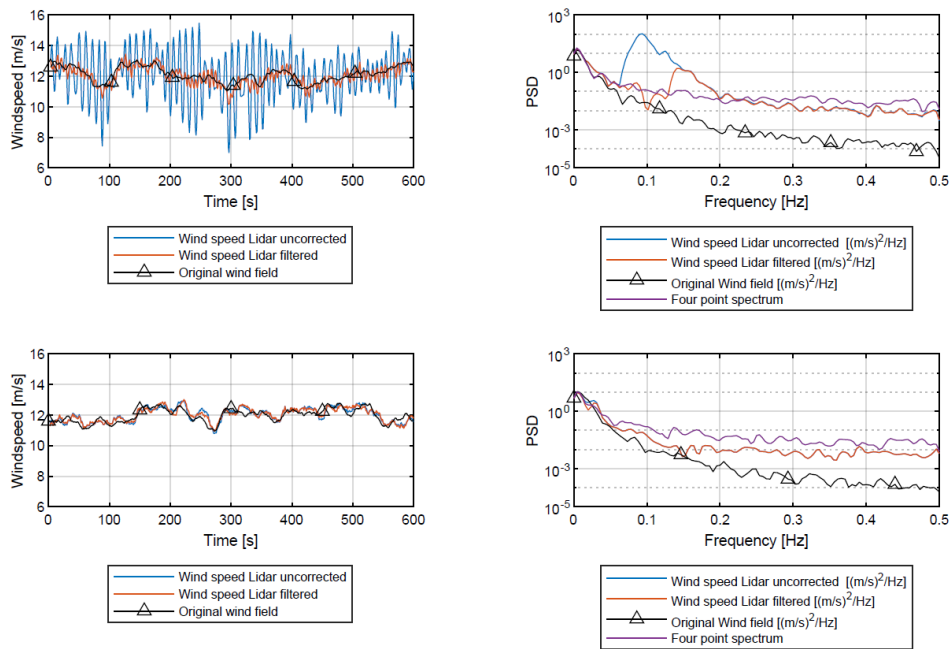 16
14
12
10
8
6
Windspeed [m/s]
0 100 200 300 400 500 600
Time [s]
Wind speed Lidar uncorrected
Wind speed Lidar filtered
Original wind field
10^3
10^0
10^-3
10^-5
PSD
0 0.1 0.2 0.3 0.4 0.5
Frequency [Hz]
Wind speed Lidar uncorrected [(m/s)^2/Hz]
Wind speed Lidar filtered [(m/s)^2/Hz]
Original Wind field [(m/s)^2/Hz]
Four point spectrum
16
14
12
10
8
6
Windspeed [m/s]
0 100 200 300 400 500 600
Time [s]
Wind speed Lidar uncorrected
Wind speed Lidar filtered
Original wind field
10^3
10^0
10^-3
10^-5
PSD
0 0.1 0.2 0.3 0.4 0.5
Frequency [Hz]
Wind speed Lidar uncorrected [(m/s)^2/Hz]
Wind speed Lidar filtered [(m/s)^2/Hz]
Original Wind field [(m/s)^2/Hz]
Four point spectrum